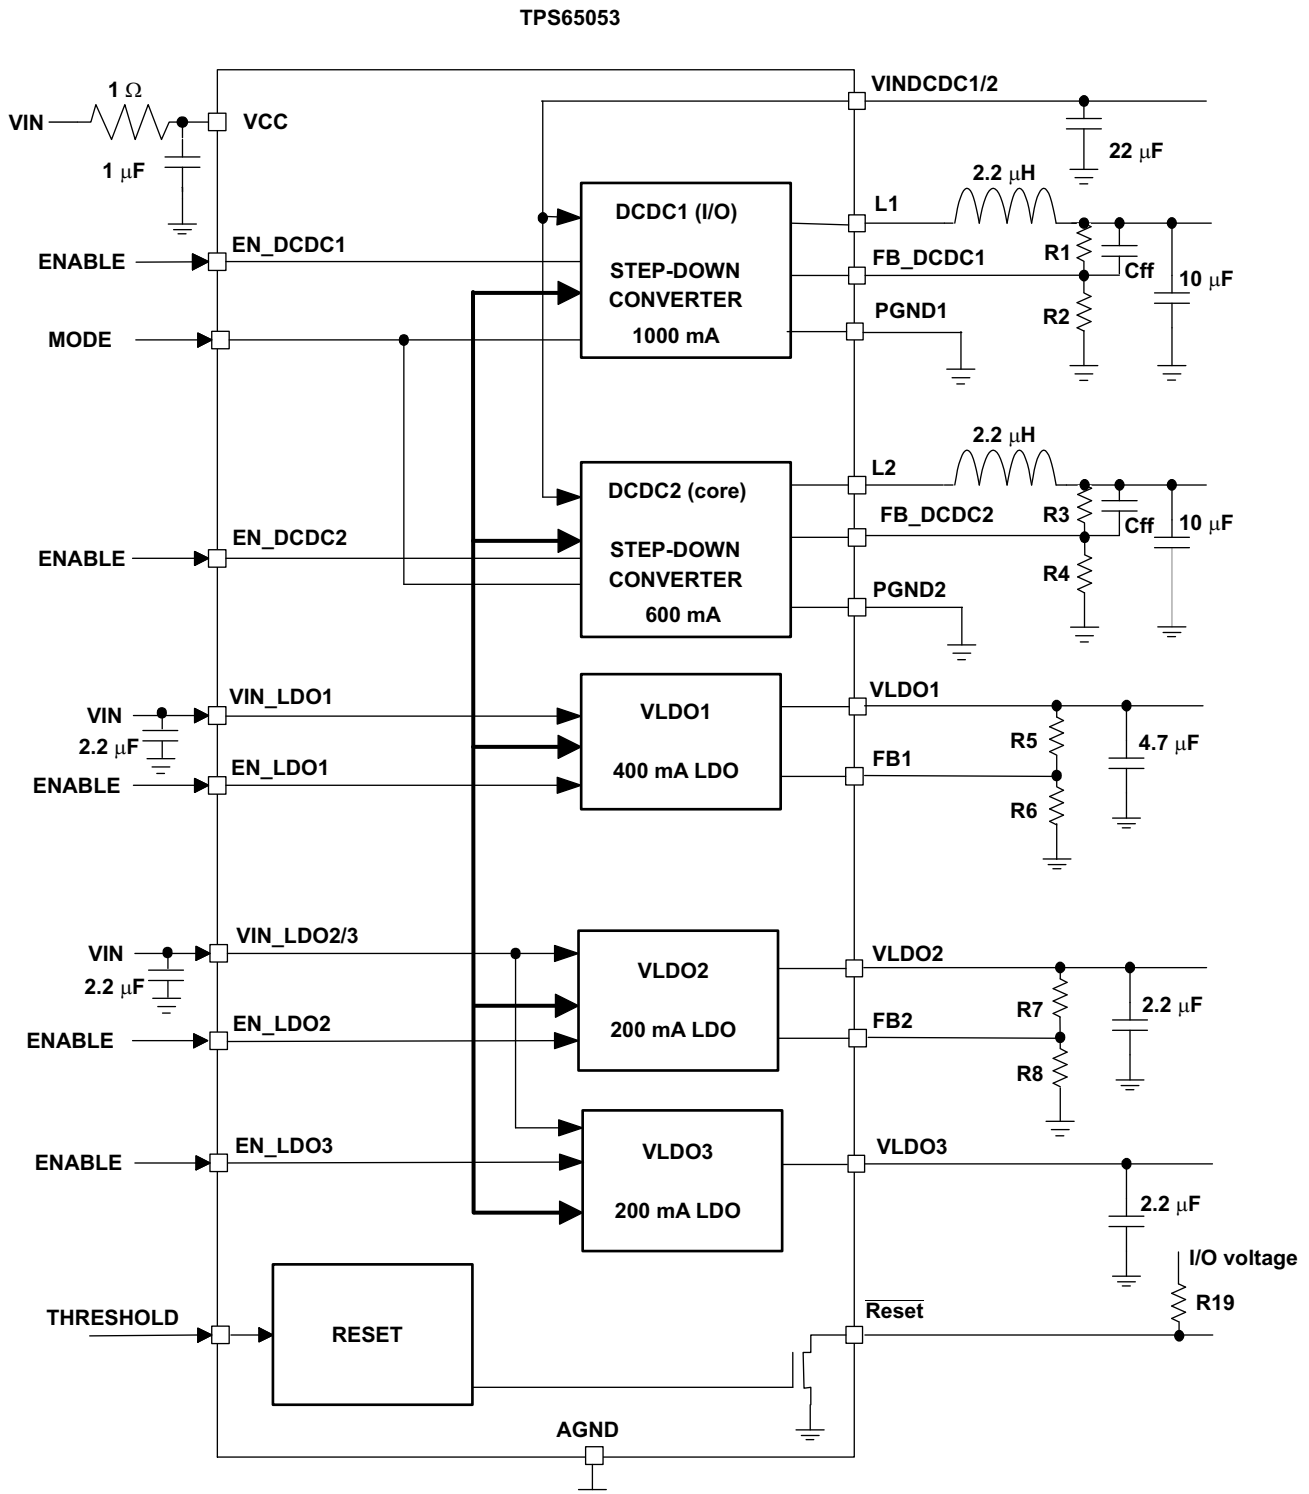 TPS65053
VINDCDC1/2
1 Ω
VIN
VCC
1 μF
22 μF
2.2 μH
DCDC1 (I/O)
L1
EN_DCDC1
ENABLE
STEP-DOWN
CONVERTER
1000 mA
FB_DCDC1
R1
Cff
10 μF
MODE
PGND1
R2
2.2 μH
DCDC2 (core)
L2
FB_DCDC2
R3
Cff
10 μF
EN_DCDC2
ENABLE
STEP-DOWN
CONVERTER
600 mA
R4
PGND2
VIN_LDO1
VIN
2.2 μF
EN_LDO1
ENABLE
VLDO1
400 mA LDO
VLDO1
R5
4.7 μF
FB1
R6
VIN_LDO2/3
VIN
2.2 μF
EN_LDO2
ENABLE
VLDO2
200 mA LDO
VLDO2
R7
2.2 μF
FB2
R8
EN_LDO3
ENABLE
VLDO3
200 mA LDO
VLDO3
2.2 μF
I/O voltage
R19
THRESHOLD
RESET
Reset
AGND